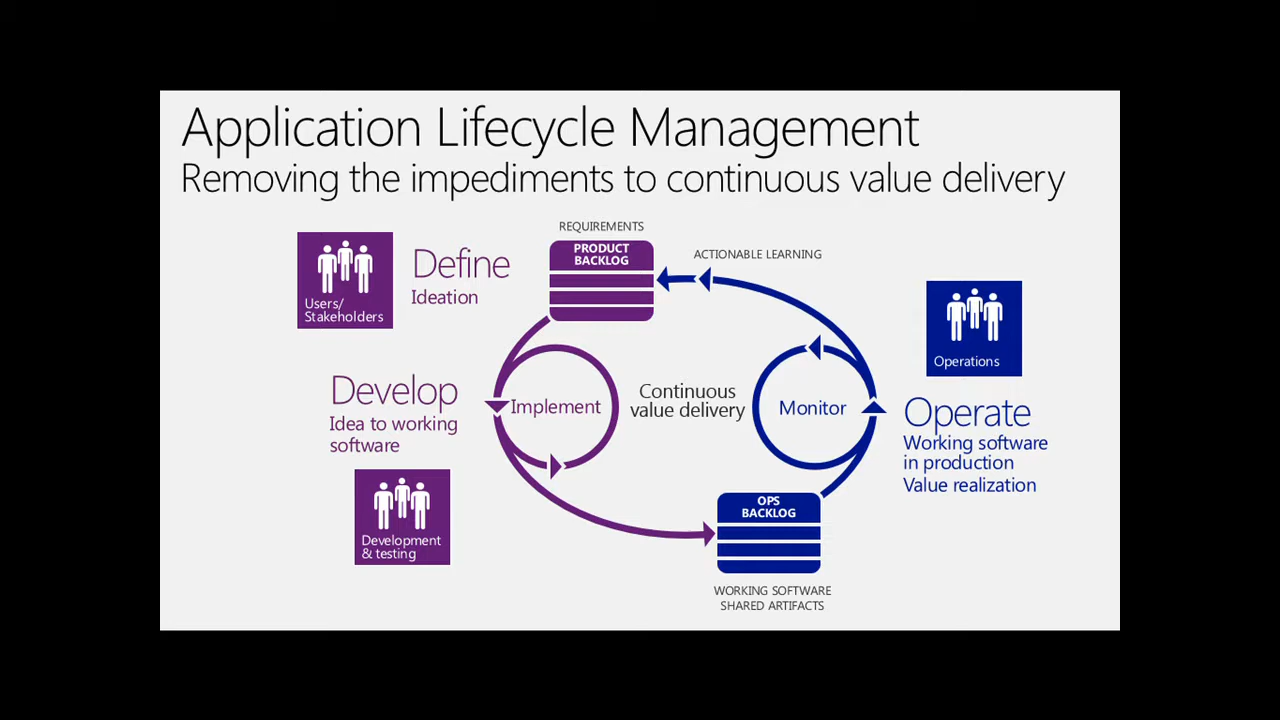 Application Lifecycle Management
Removing the impediments to continuous value delivery
REQUIREMENTS
PRODUCT
BACKLOG
ACTIONABLE LEARNING
Users/
Stakeholders
Define
Ideation
Operations
Develop
Idea to working
software
Implement
Continuous
value delivery
Monitor
Operate
Working software
in production
Value realization
Development
& testing
OPS
BACKLOG
WORKING SOFTWARE
SHARED ARTIFACTS